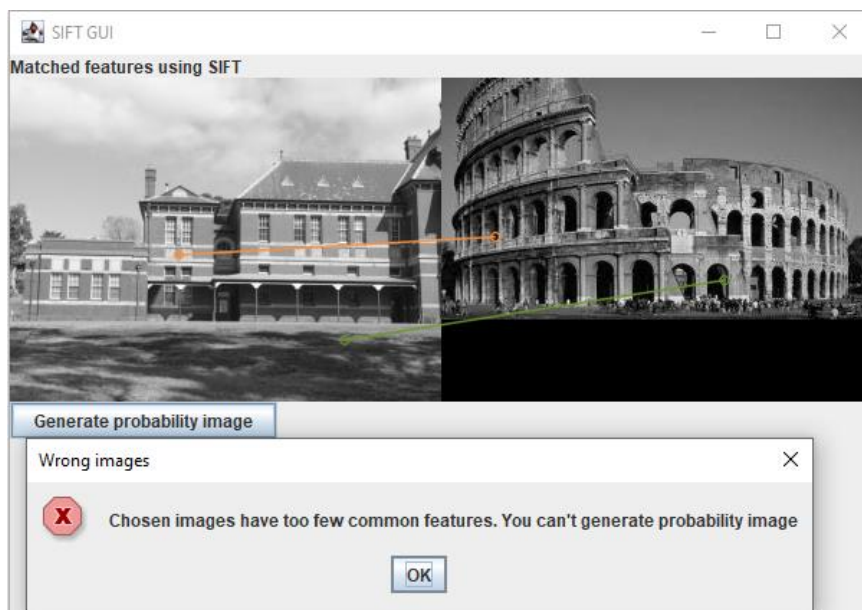 SIFT GUI
Matched features using SIFT
Generate probability image
Wrong images
Chosen images have too few common features. You can't generate probability image
OK